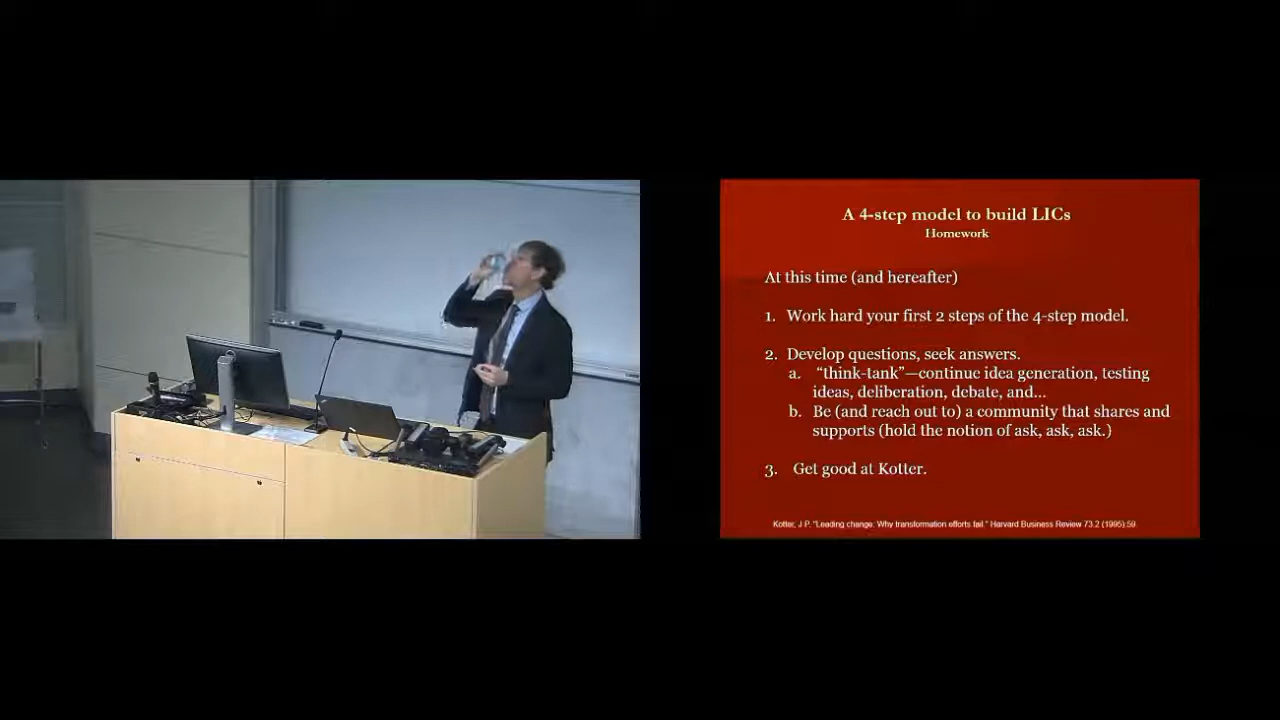 A 4-step model to build LICs
Homework
At this time (and hereafter)
1. Work hard your first 2 steps of the 4-step model.
2. Develop questions, seek answers.
a. “think-tank”—continue idea generation, testing
ideas, deliberation, debate, and...
b. Be (and reach out to) a community that shares and
supports (hold the notion of ask, ask, ask.)
3. Get good at Kotter.
Kotter, J P. "Leading change: Why transformation efforts fail." Harvard Business Review 73.2 (1995):59.